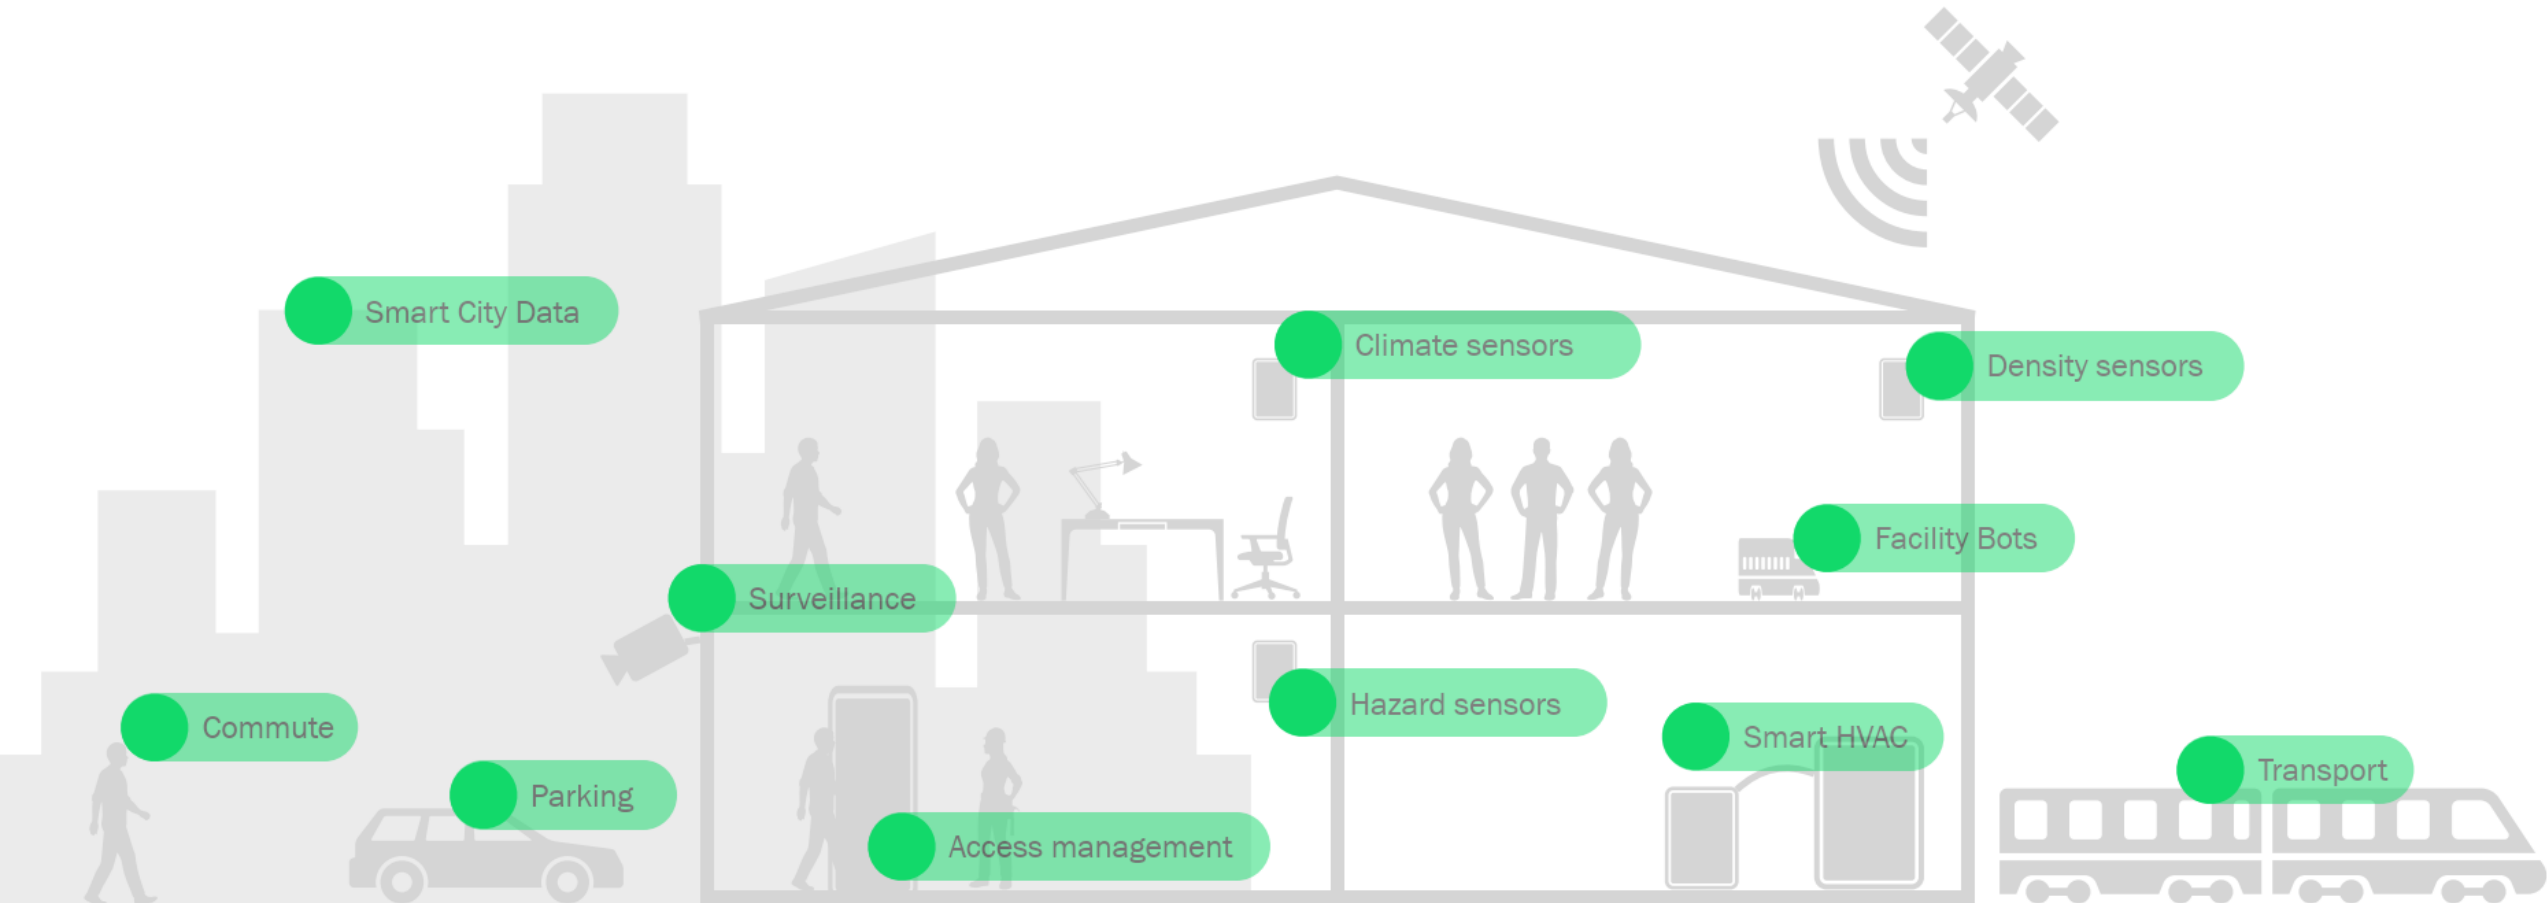 Smart City Data
Climate sensors
Density sensors
Facility Bots
Surveillance
Hazard sensors
Commute
Smart HVAC
Transport
Parking
Access management